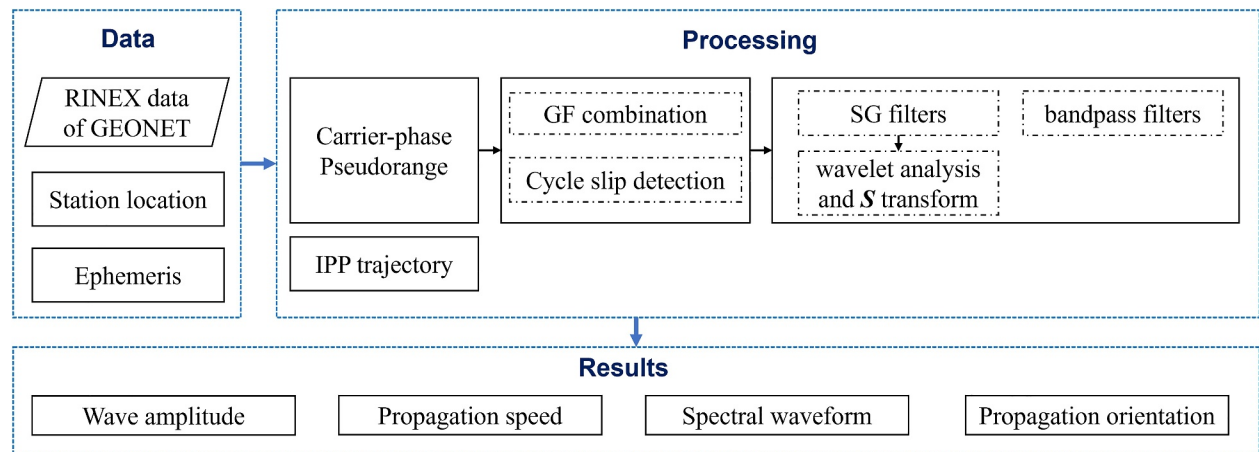 Data
RINEX data
of GEONET
Station location
Ephemeris
Processing
Carrier-phase
Pseudorange
IPP trajectory
GF combination
Cycle slip detection
SG filters
wavelet analysis
and S transform
bandpass filters
Results
Wave amplitude
Propagation speed
Spectral waveform
Propagation orientation